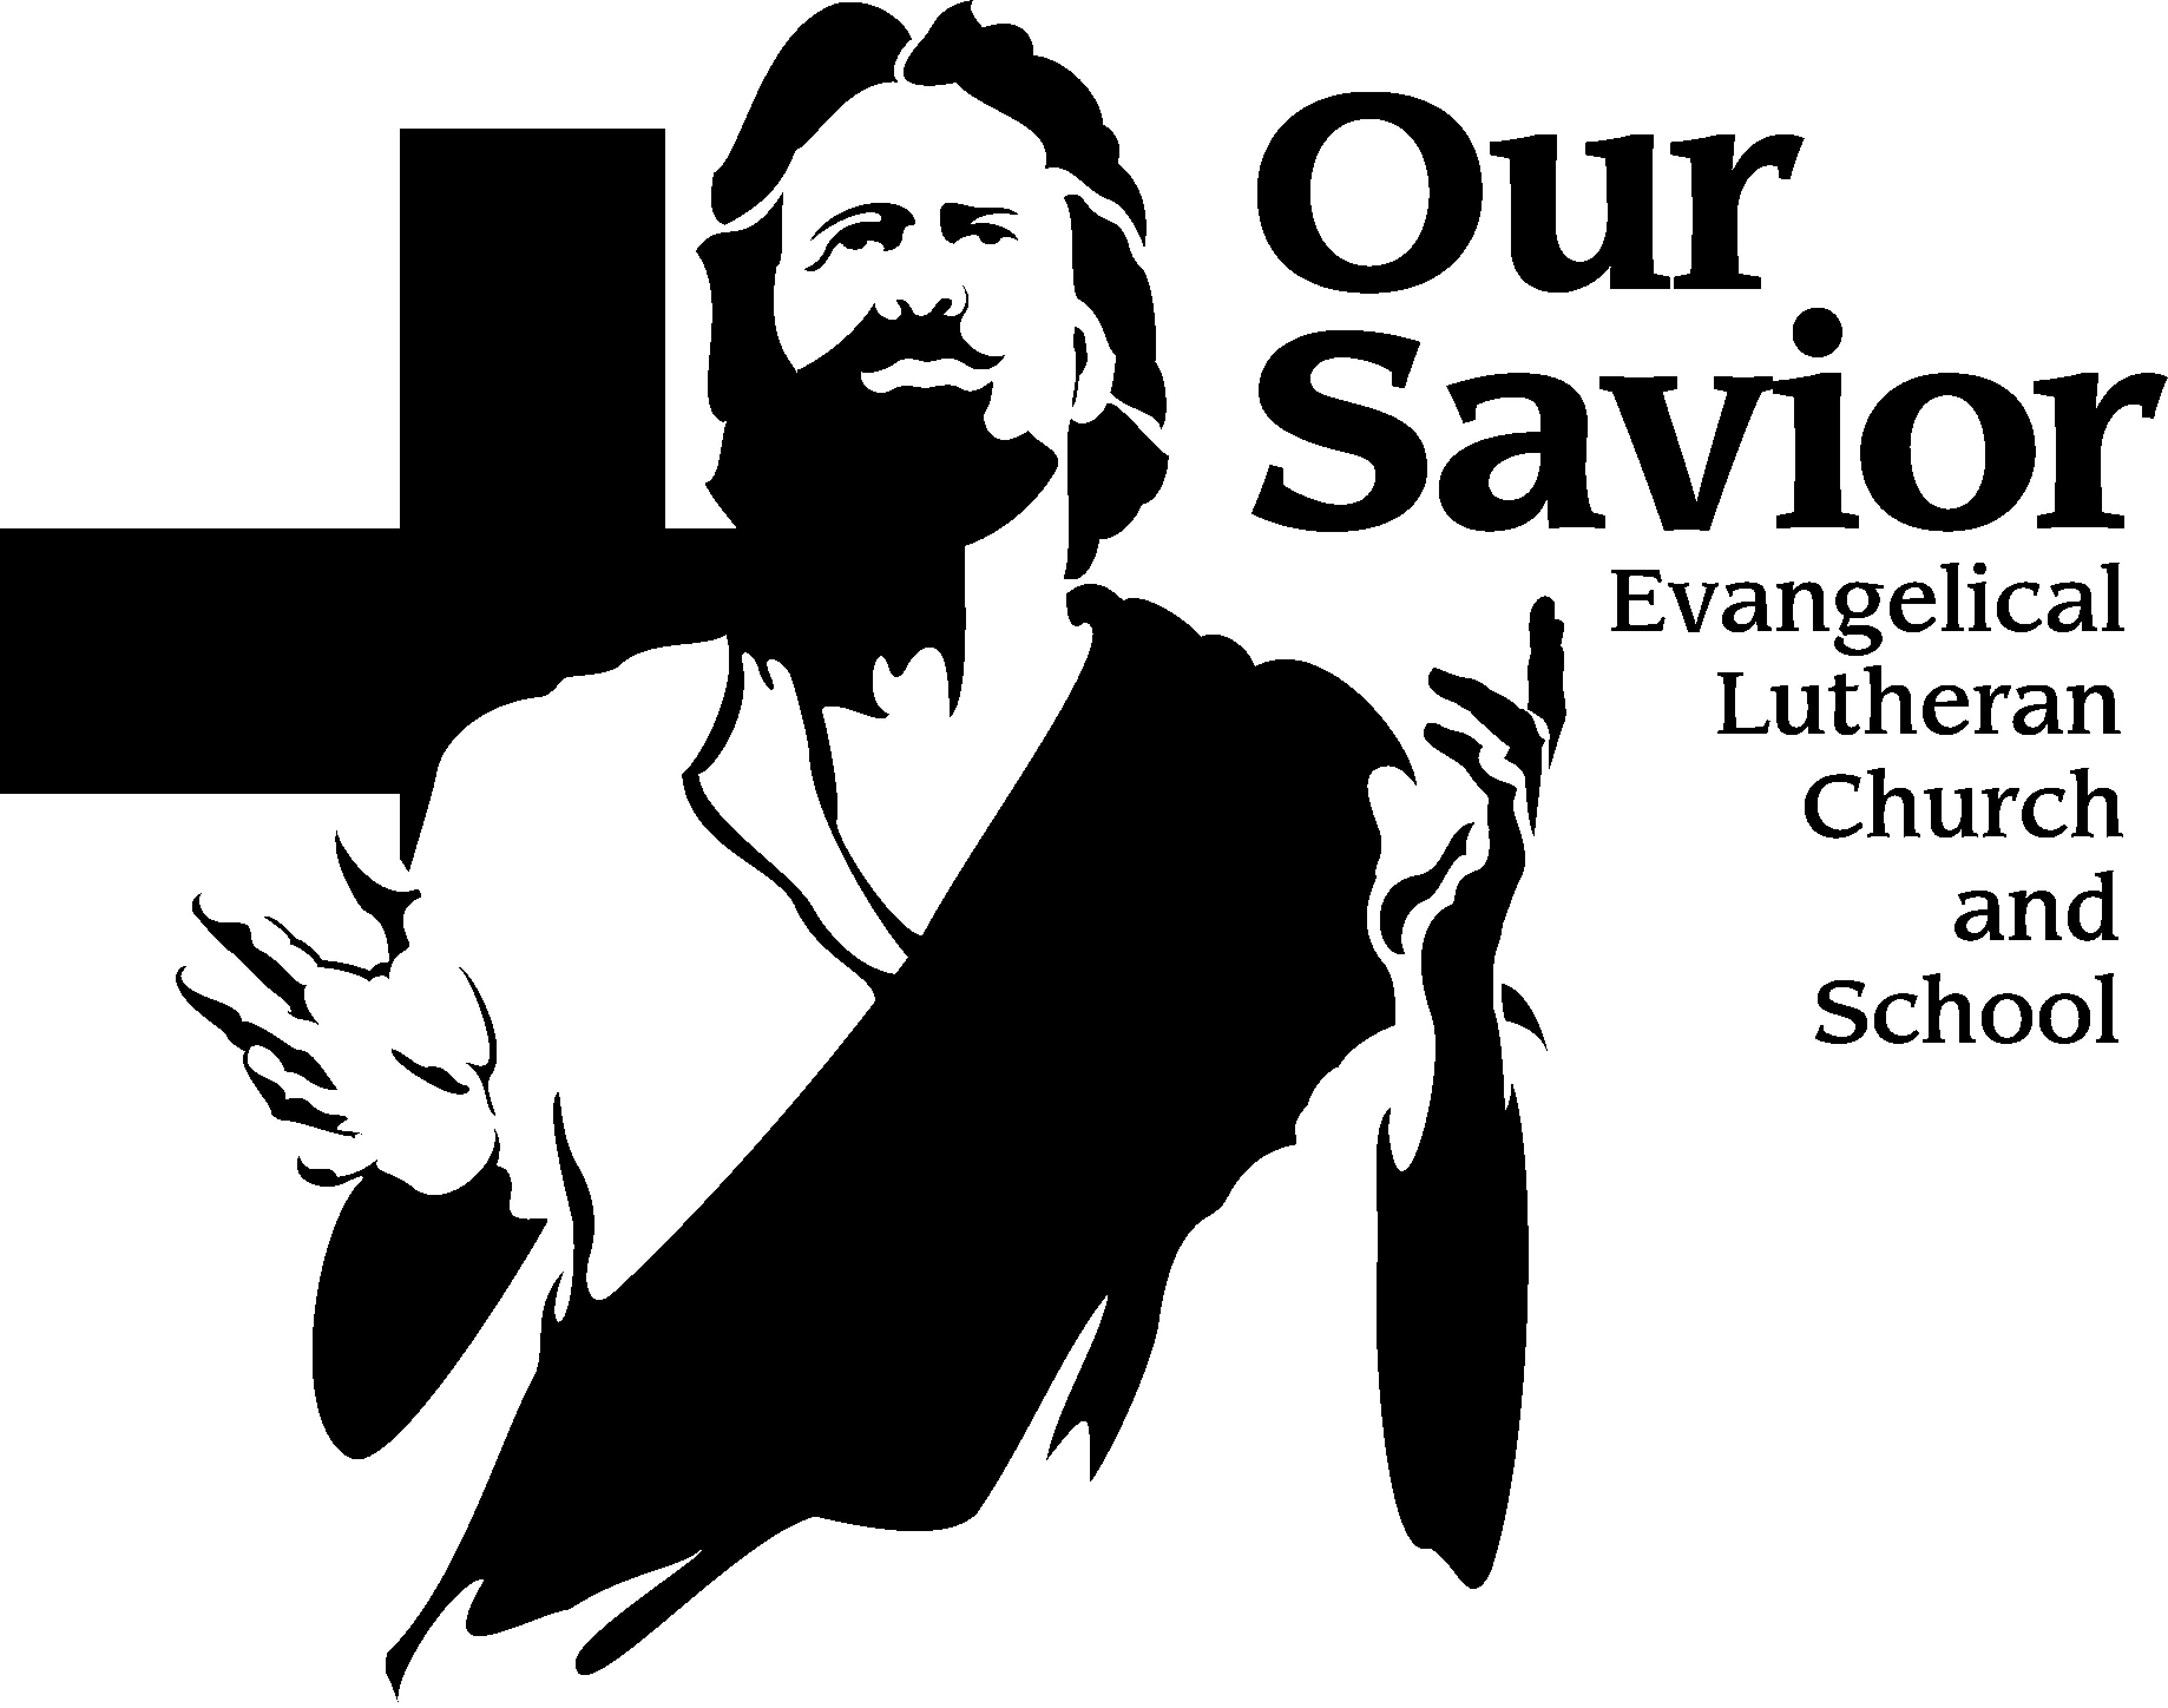 Our
Savior
Evangelical
Lutheran
Church
and
School